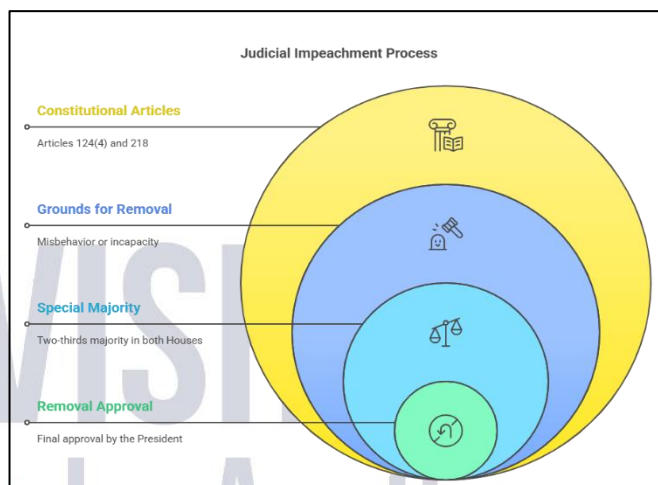 Judicial Impeachment Process
Constitutional Articles
Articles 124(4) and 218
Grounds for Removal
Misbehavior or incapacity
Special Majority
Two-thirds majority in both Houses
Removal Approval
Final approval by the President